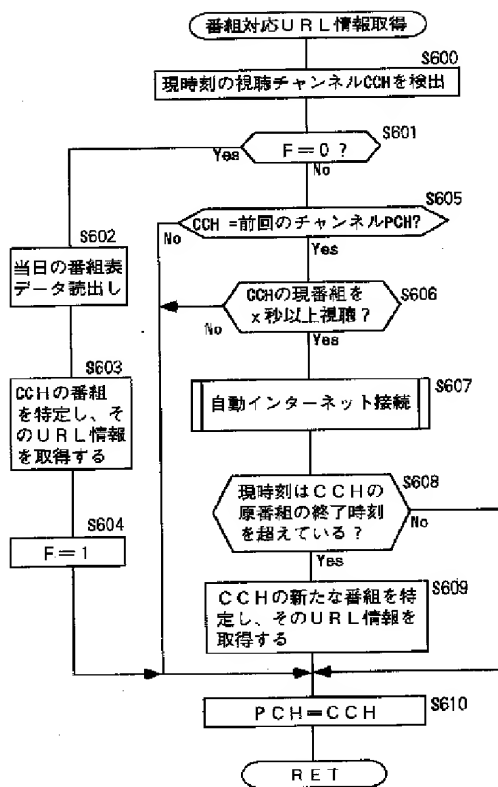 番組対応URL情報取得
S600
現時刻の視聴チャンネルCCHを検出
S601
F=0?
Yes
No
S605
CCH=前回のチャンネルPCH?
No
Yes
S602
当日の番組表
データ読出し
S606
CCHの現番組を
x秒以上視聴?
No
Yes
S603
CCHの番組
を特定し、そ
のURL情報
を取得する
S607
自動インターネット接続
S608
現時刻はCCHの
原番組の終了時刻
を超えている?
No
Yes
S604
F=1
S609
CCHの新たな番組を特
定し、そのURL情報を
取得する
S610
PCH=CCH
RET